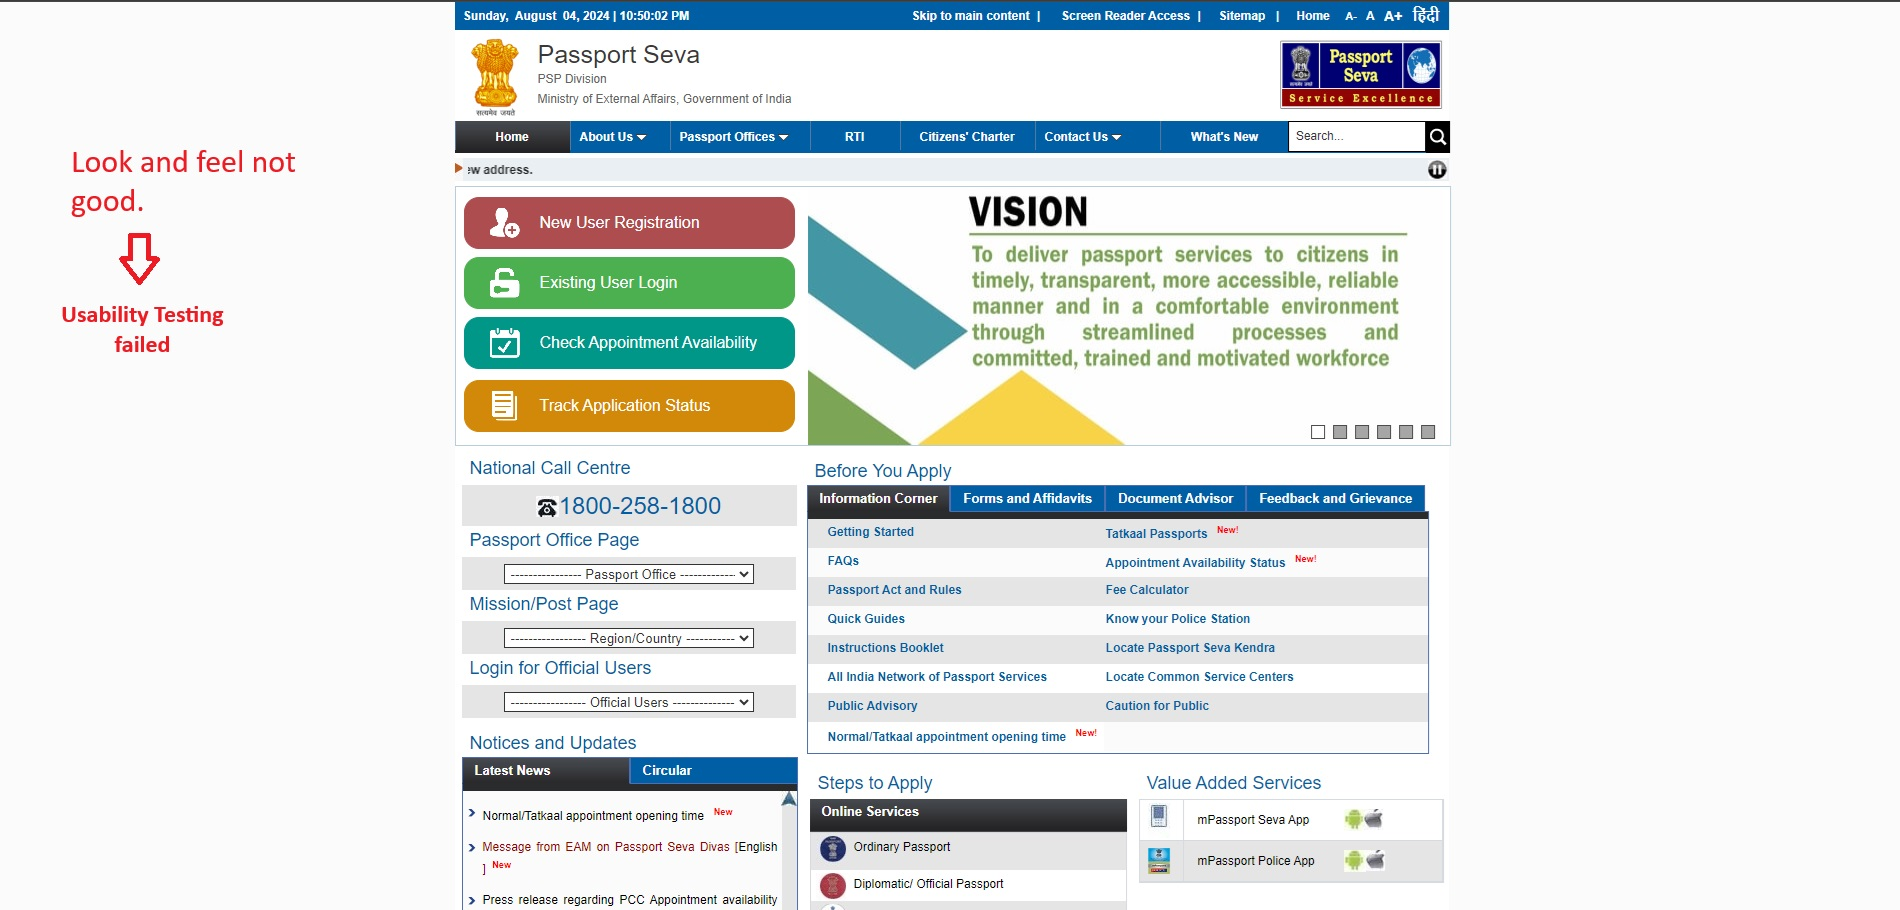 Sunday, August 04, 2024 | 10:50:02 PM
Skip to main content |
Screen Reader Access |
Sitemap |
Home
A- A A+ हिंदी
Passport Seva
PSP Division
Ministry of External Affairs, Government of India
सत्यमेव जयते
Passport
Seva
Service Excellence
Home
About Us
Passport Offices
RTI
Citizens' Charter
Contact Us
What's New
Search...
ew address.
Look and feel not
good.
Usability Testing
failed
New User Registration
Existing User Login
Check Appointment Availability
Track Application Status
VISION
To deliver passport services to citizens in
timely, transparent, more accessible, reliable
manner and in a comfortable environment
through streamlined processes and
committed, trained and motivated workforce
National Call Centre
1800-258-1800
Passport Office Page
---------------- Passport Office -------------
Mission/Post Page
----------------- Region/Country -----------
Login for Official Users
----------------- Official Users --------------
Before You Apply
Information Corner
Forms and Affidavits
Document Advisor
Feedback and Grievance
Getting Started
Tatkaal Passports New!
FAQs
Appointment Availability Status New!
Passport Act and Rules
Fee Calculator
Quick Guides
Know your Police Station
Instructions Booklet
Locate Passport Seva Kendra
All India Network of Passport Services
Locate Common Service Centers
Public Advisory
Caution for Public
Normal/Tatkaal appointment opening time New!
Notices and Updates
Latest News
Circular
Normal/Tatkaal appointment opening time New
Message from EAM on Passport Seva Divas [English
] New
Press release regarding PCC Appointment availability
Steps to Apply
Online Services
Ordinary Passport
Diplomatic/ Official Passport
Value Added Services
mPassport Seva App
mPassport Police App